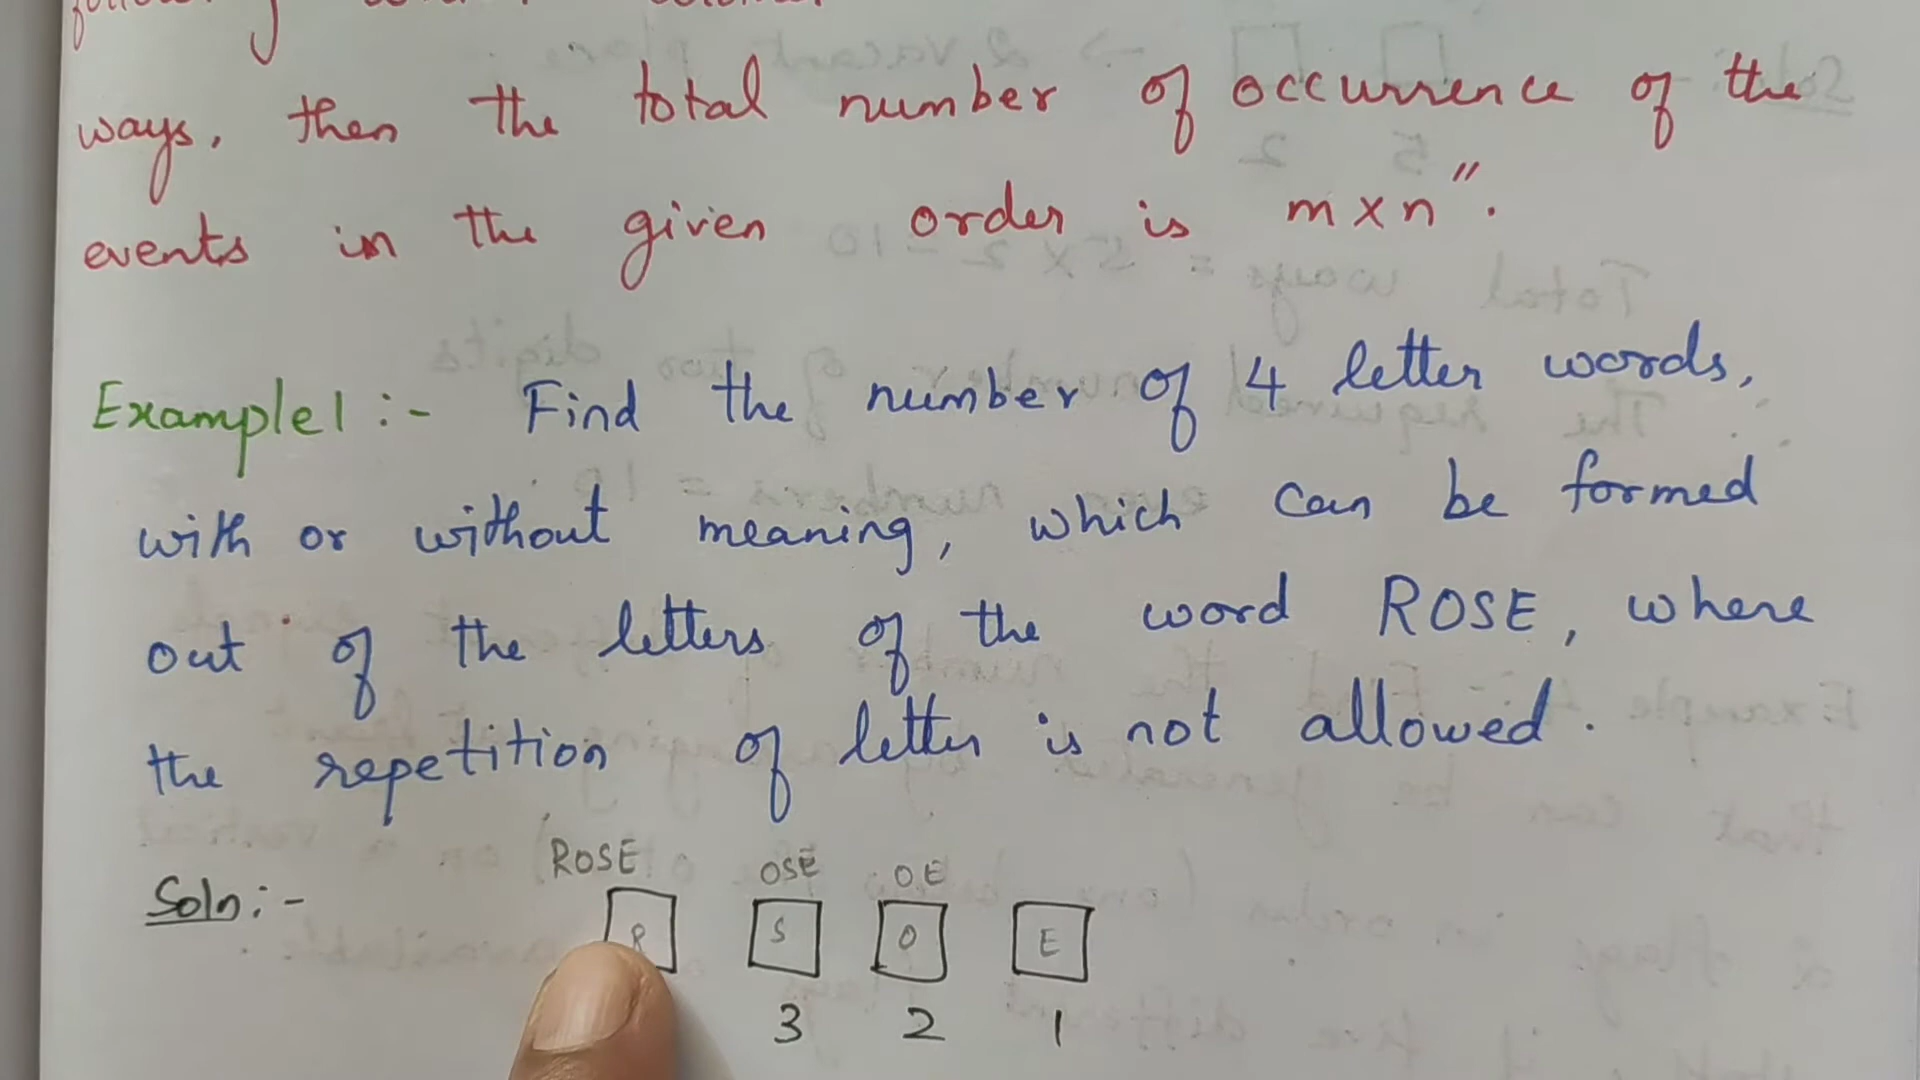 ways, then the total number of occurrence of the
events in the given order is m×n".
Example1 :- Find the number of 4 letter words,
with or without meaning, which can be formed
out of the letters of the word ROSE, where
the repetition of letter is not allowed.
ROSE OSE OE
Soln :- R S O E
3 2 1